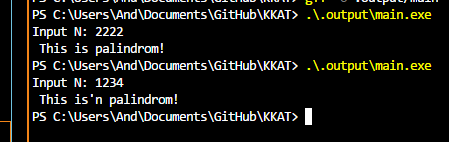 PS C:\Users\And\Documents\GitHub\KKAT> .\.output\main.exe
Input N: 2222
 This is palindrom!
PS C:\Users\And\Documents\GitHub\KKAT> .\.output\main.exe
Input N: 1234
 This is'n palindrom!
PS C:\Users\And\Documents\GitHub\KKAT>